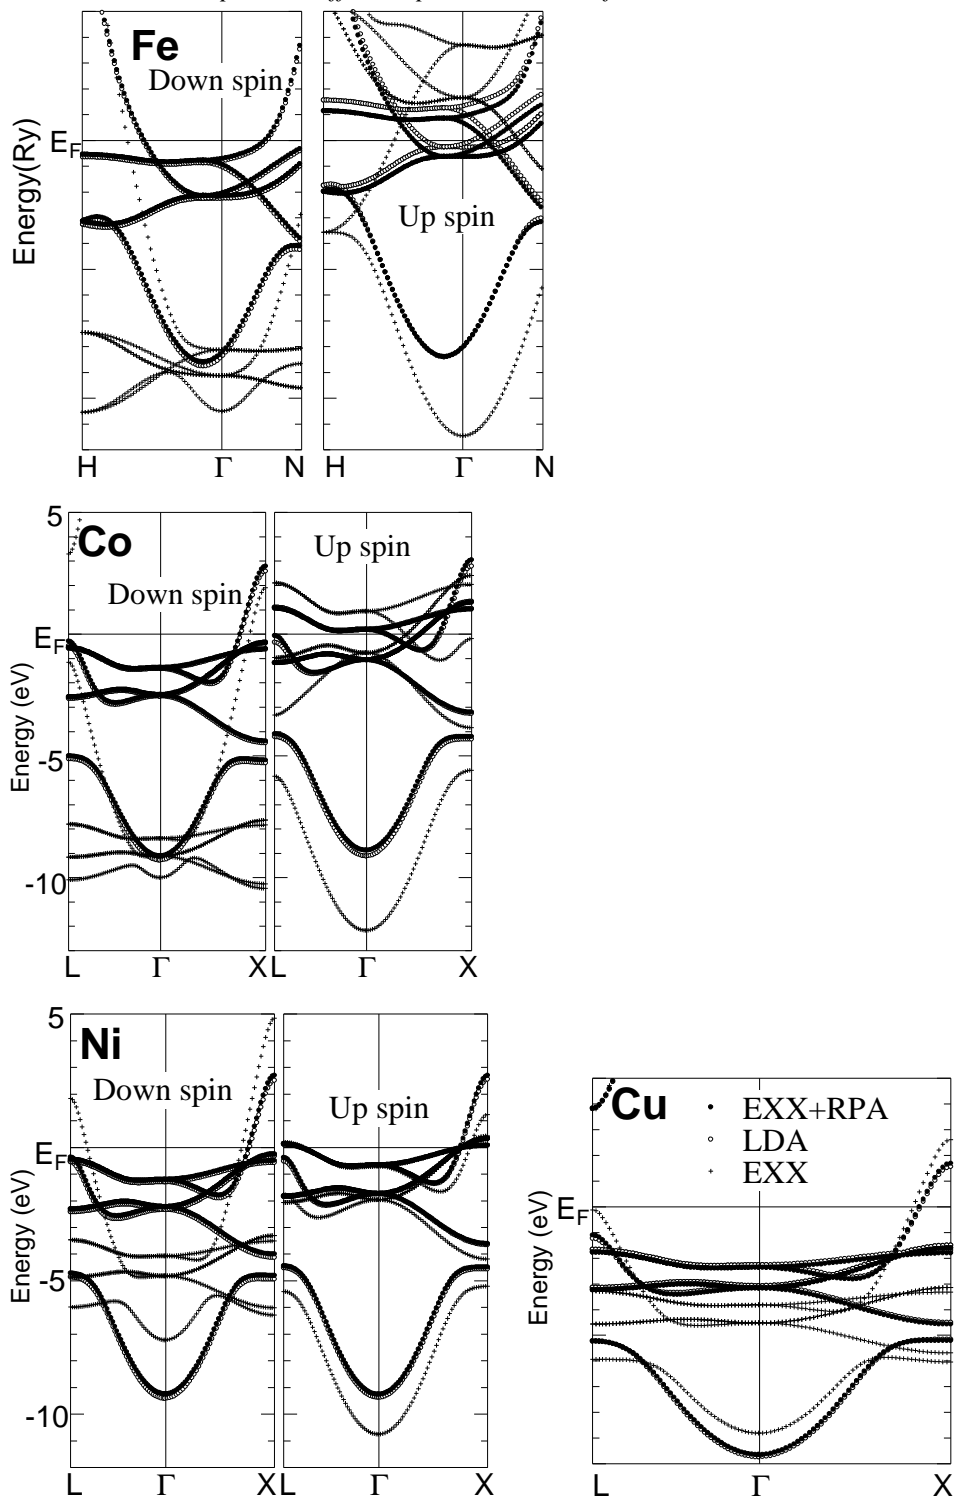 Fe
Down spin
Up spin
Energy(Ry)
E_F
H Γ N H Γ N
5
Co
Up spin
Down spin
E_F
Energy (eV)
-5
-10
L Γ X L Γ X
5
Ni
Down spin
Up spin
E_F
Energy (eV)
-5
-10
L Γ X L Γ X
Cu
EXX+RPA
LDA
EXX
E_F
Energy (eV)
L Γ X